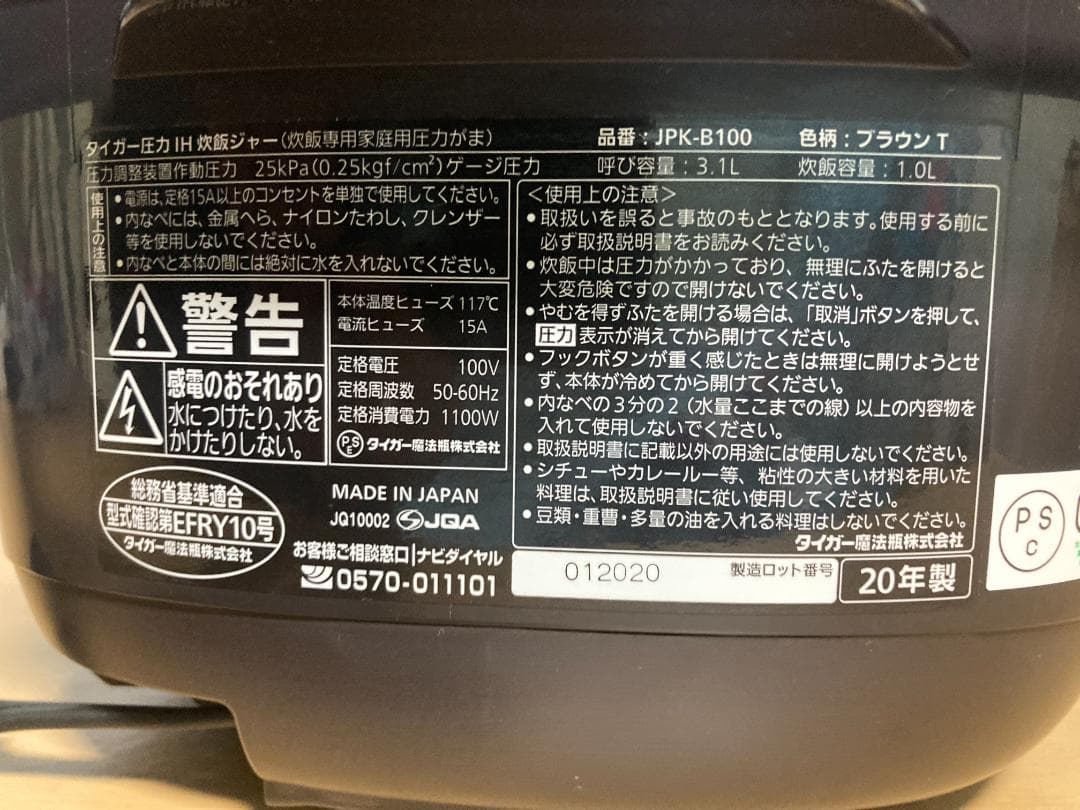 タイガー圧力IH炊飯ジャー(炊飯専用家庭用圧力がま) 品番：JPK-B100 色柄：ブラウンT
圧力調整装置作動圧力 25kPa(0.25kgf/cm²)ゲージ圧力 呼び容量：3.1L 炊飯容量：1.0L
使用上の注意
●電源は、定格15A以上のコンセントを単独で使用してください。
●内なべには、金属へら、ナイロンたわし、クレンザー
等を使用しないでください。
●内なべと本体の間には絶対に水を入れないでください。
警告
感電のおそれあり
水につけたり、水を
かけたりしない。
本体温度ヒューズ 117℃
電流ヒューズ 15A
定格電圧 100V
定格周波数 50-60Hz
定格消費電力 1100W
PSE タイガー魔法瓶株式会社
総務省基準適合
型式確認第EFRY10号
タイガー魔法瓶株式会社
MADE IN JAPAN
JQ10002 JQA
お客様ご相談窓口 ナビダイヤル
0570-011101
<使用上の注意>
●取扱いを誤ると事故のもととなります。使用する前に
必ず取扱説明書をお読みください。
●炊飯中は圧力がかかっており、無理にふたを開けると
大変危険ですので開けないでください。
●やむを得ずふたを開ける場合は、「取消」ボタンを押して、
圧力表示が消えてから開けてください。
●フックボタンが重く感じたときは無理に開けようとせ
ず、本体が冷めてから開けてください。
●内なべの3分の2(水量ここまでの線)以上の内容物を
入れて使用しないでください。
●取扱説明書に記載以外の用途には使用しないでください。
●シチューやカレールー等、粘性の大きい材料を用いた
料理は、取扱説明書に従い使用してください。
●豆類・重曹・多量の油を入れる料理はしないでください。
タイガー魔法瓶株式会社
012020 製造ロット番号 20年製
PS
C